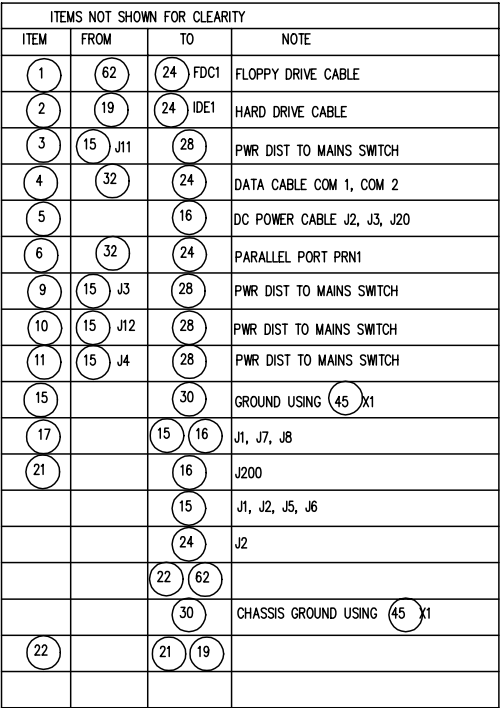 ITEMS NOT SHOWN FOR CLEARITY
ITEM FROM TO NOTE
1 62 24 FDC1 FLOPPY DRIVE CABLE
2 19 24 IDE1 HARD DRIVE CABLE
3 15 J11 28 PWR DIST TO MAINS SWITCH
4 32 24 DATA CABLE COM 1, COM 2
5 16 DC POWER CABLE J2, J3, J20
6 32 24 PARALLEL PORT PRN1
9 15 J3 28 PWR DIST TO MAINS SWITCH
10 15 J12 28 PWR DIST TO MAINS SWITCH
11 15 J4 28 PWR DIST TO MAINS SWITCH
15 30 GROUND USING 45 X1
17 15 16 J1, J7, J8
21 16 J200
15 J1, J2, J5, J6
24 J2
22 62
30 CHASSIS GROUND USING 45 X1
22 21 19